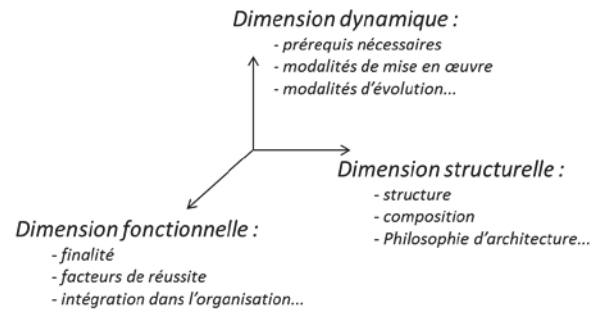 Dimension dynamique :
- prérequis nécessaires
- modalités de mise en œuvre
- modalités d'évolution...
Dimension structurelle :
- structure
- composition
- Philosophie d'architecture...
Dimension fonctionnelle :
- finalité
- facteurs de réussite
- intégration dans l'organisation...